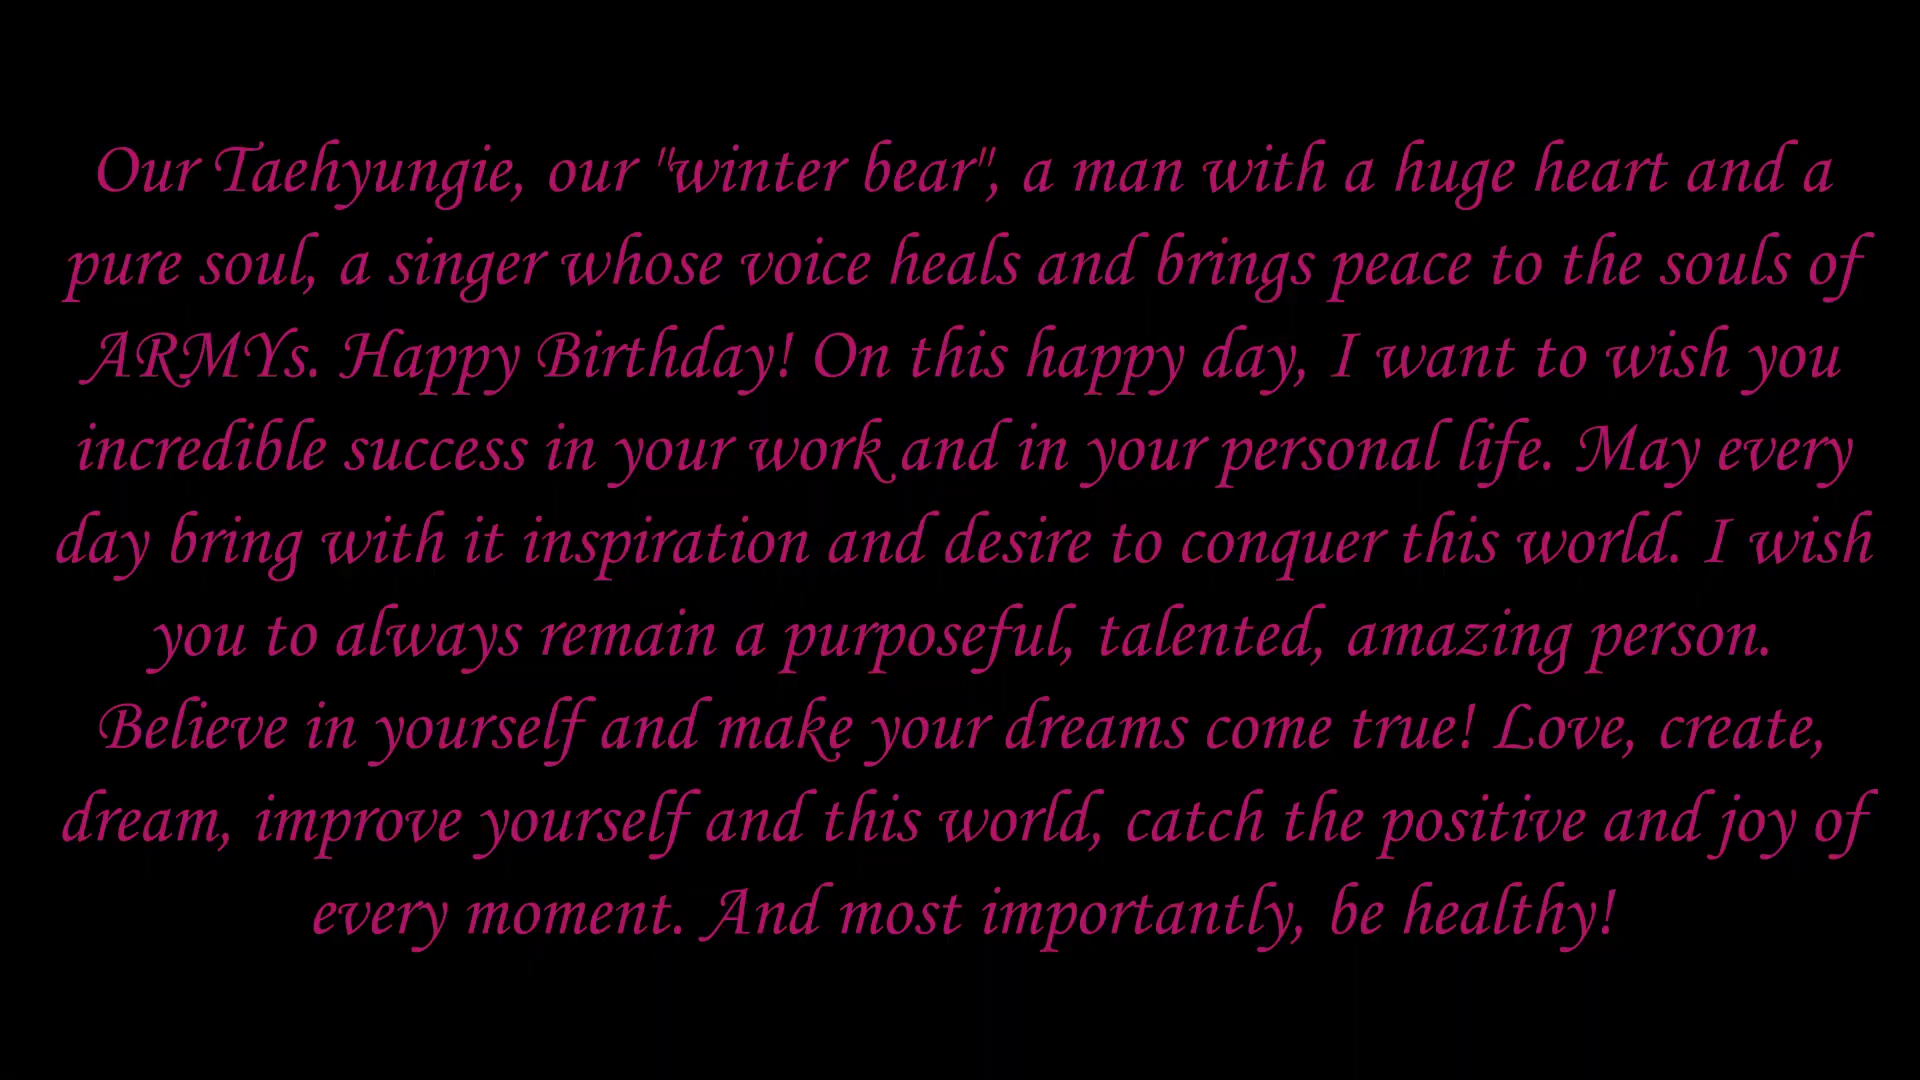 Our Taehyungie, our "winter bear", a man with a huge heart and a
pure soul, a singer whose voice heals and brings peace to the souls of
ARMYs. Happy Birthday! On this happy day, I want to wish you
incredible success in your work and in your personal life. May every
day bring with it inspiration and desire to conquer this world. I wish
you to always remain a purposeful, talented, amazing person.
Believe in yourself and make your dreams come true! Love, create,
dream, improve yourself and this world, catch the positive and joy of
every moment. And most importantly, be healthy!